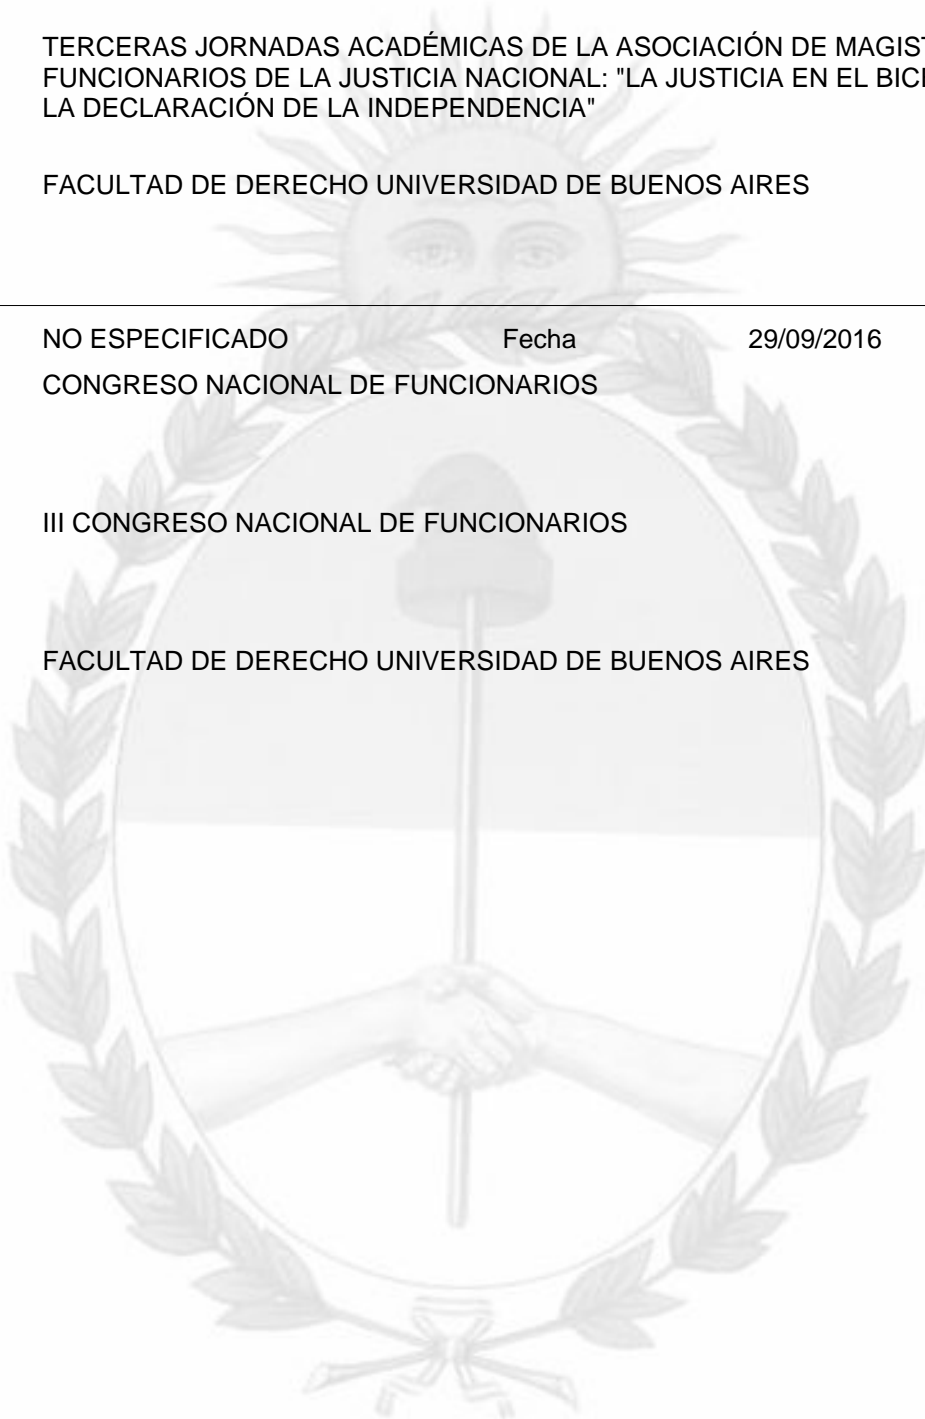 TERCERAS JORNADAS ACADÉMICAS DE LA ASOCIACIÓN DE
FUNCIONARIOS DE LA JUSTICIA NACIONAL: "LA JUSTICIA EN EL
LA DECLARACIÓN DE LA INDEPENDENCIA"
FACULTAD DE DERECHO UNIVERSIDAD DE BUENOS AIRES
NO ESPECIFICADO Fecha 29/09/2016
CONGRESO NACIONAL DE FUNCIONARIOS
III CONGRESO NACIONAL DE FUNCIONARIOS
FACULTAD DE DERECHO UNIVERSIDAD DE BUENOS AIRES